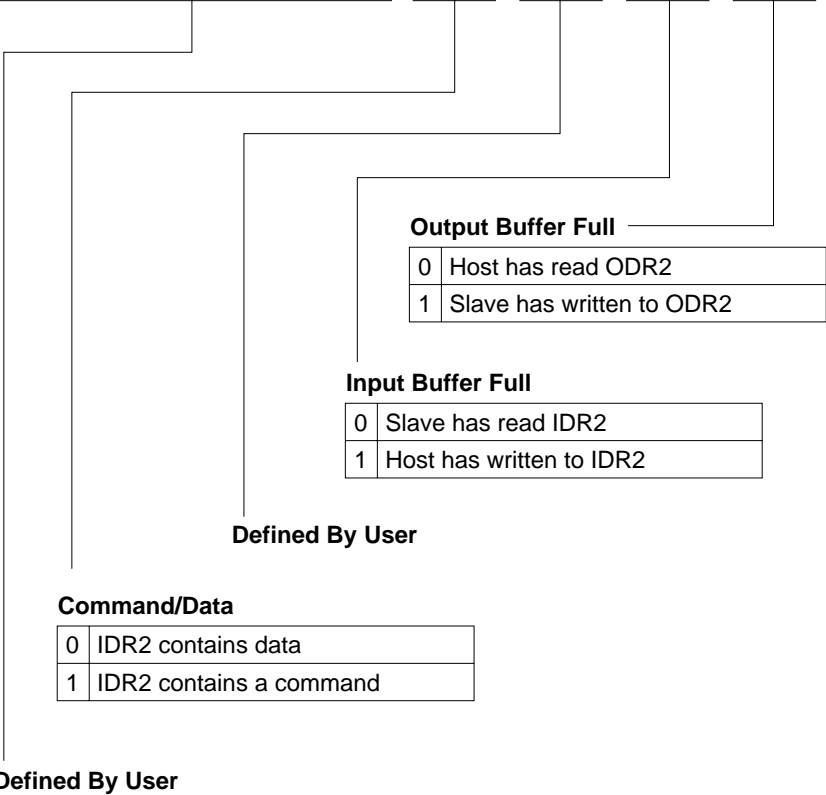 Output Buffer Full
0 Host has read ODR2
1 Slave has written to ODR2
Input Buffer Full
0 Slave has read IDR2
1 Host has written to IDR2
Defined By User
Command/Data
0 IDR2 contains data
1 IDR2 contains a command
Defined By User